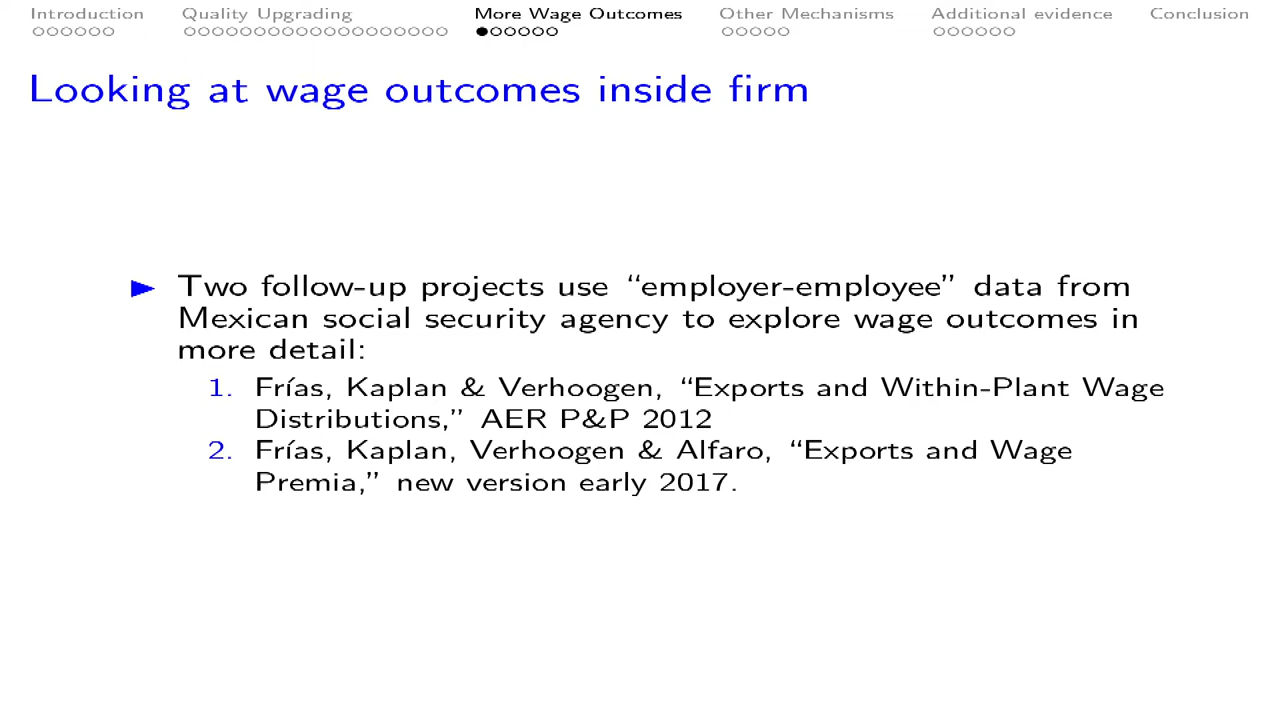 Introduction Quality Upgrading More Wage Outcomes Other Mechanisms Additional evidence Conclusion
Looking at wage outcomes inside firm
Two follow-up projects use “employer-employee” data from
Mexican social security agency to explore wage outcomes in
more detail:
1. Frías, Kaplan & Verhoogen, “Exports and Within-Plant Wage
Distributions,” AER P&P 2012
2. Frías, Kaplan, Verhoogen & Alfaro, “Exports and Wage
Premia,” new version early 2017.